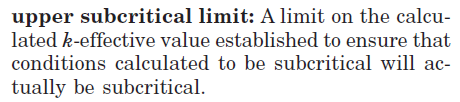 upper subcritical limit: A limit on the calcu-
lated k-effective value established to ensure that
conditions calculated to be subcritical will ac-
tually be subcritical.